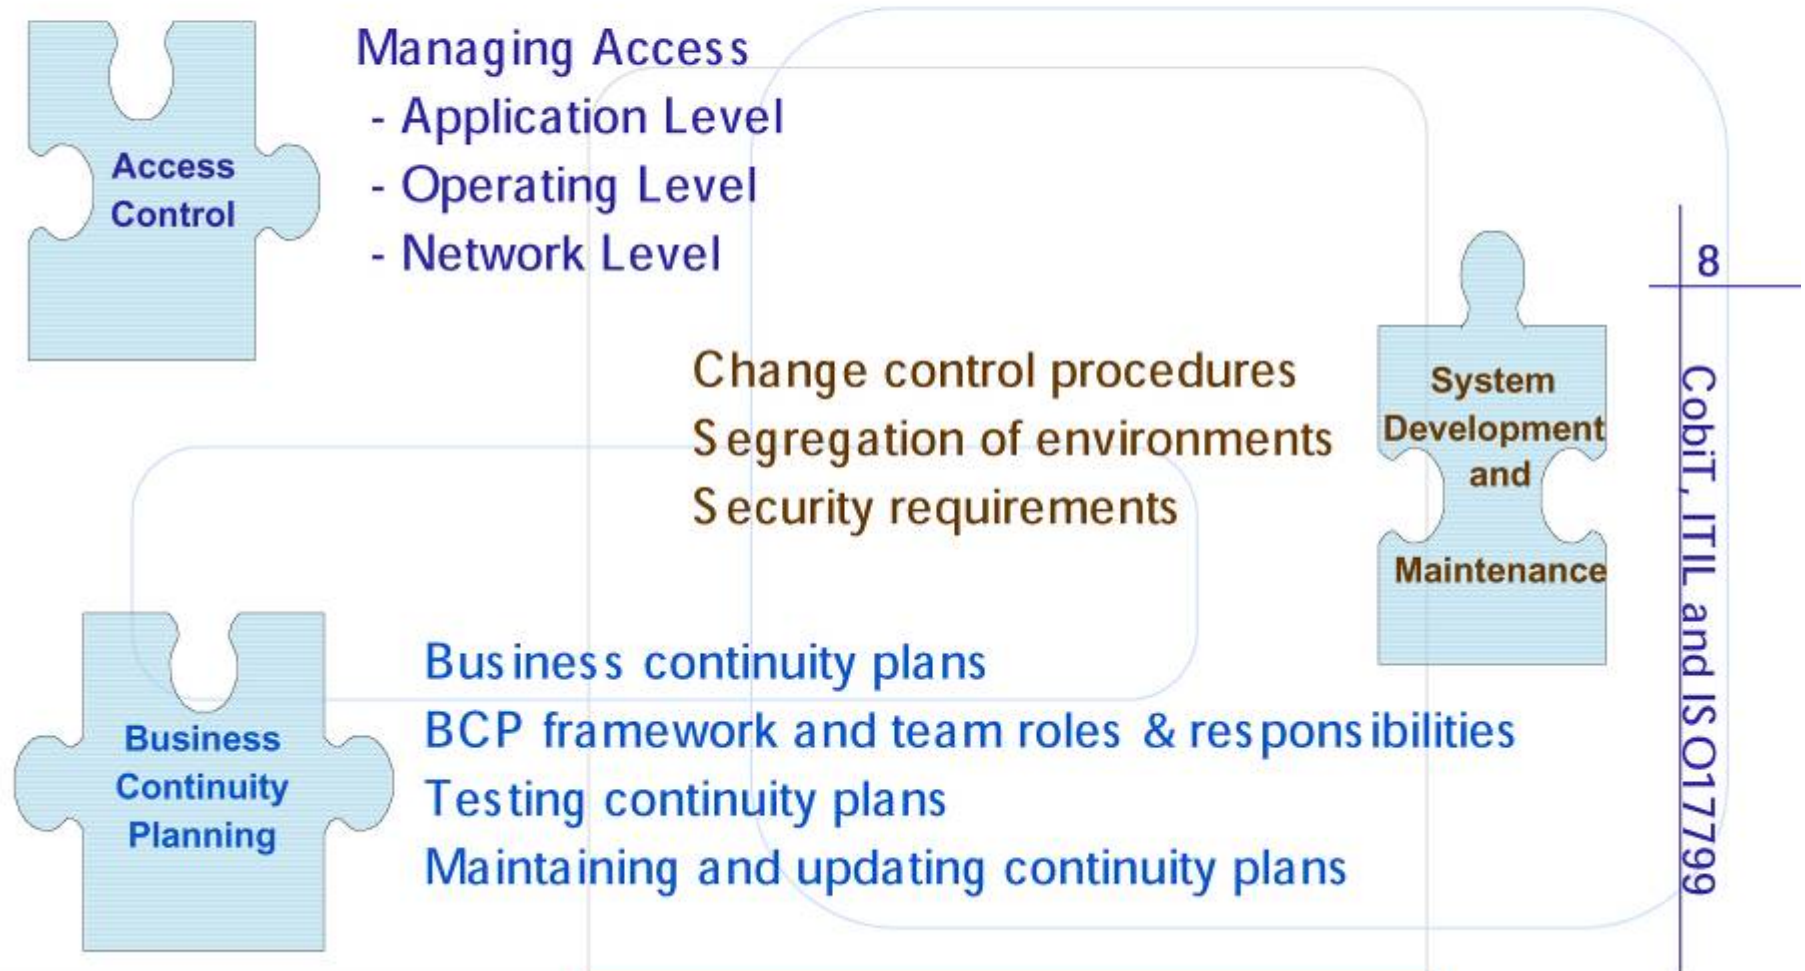 Access
Control
Managing Access
- Application Level
- Operating Level
- Network Level
Change control procedures
Segregation of environments
Security requirements
System
Development
and
Maintenance
Business
Continuity
Planning
Business continuity plans
BCP framework and team roles & responsibilities
Testing continuity plans
Maintaining and updating continuity plans
8
CobiT, ITIL and ISO17799